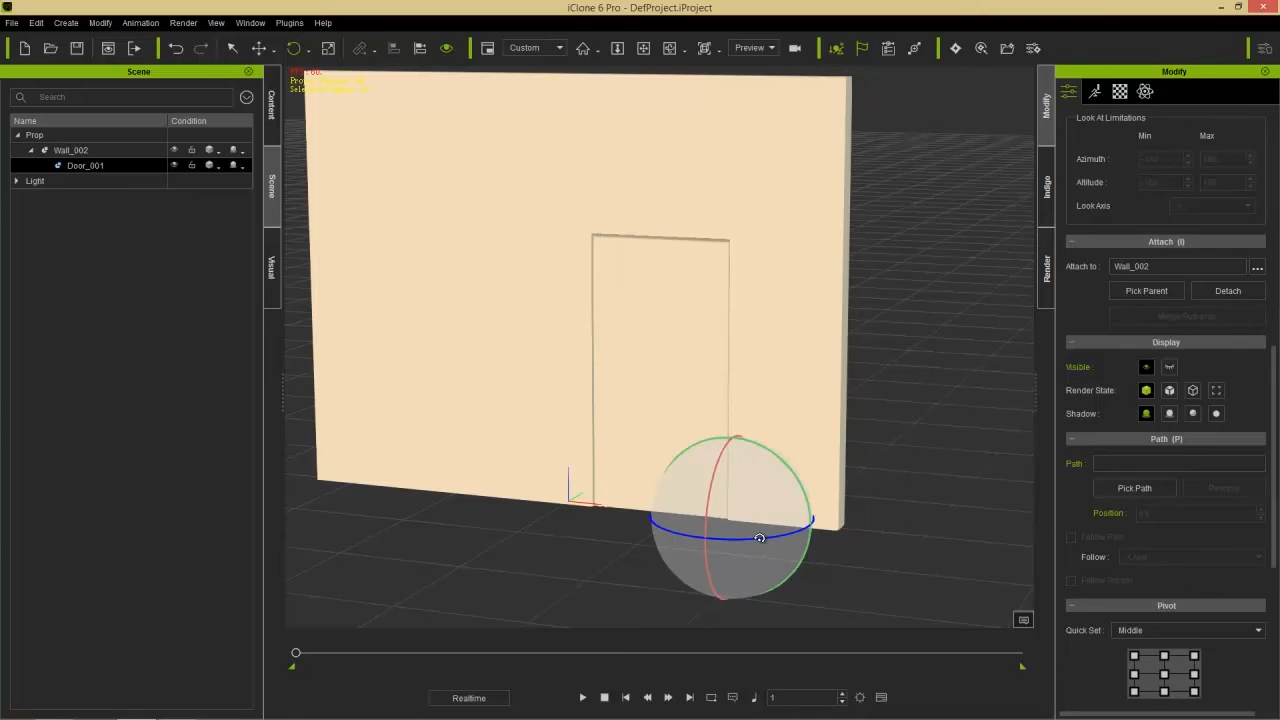 iClone 6 Pro - DefProject.iProject
File Edit Create Modify Animation Render View Window Plugins Help
Custom
Preview
Scene
Search
Name Condition
Prop
Wall_002
Door_001
Light
Content
Scene
Visual
Modify
Indigo
Render
Modify
Look At Limitations
Min Max
Azimuth :
Altitude :
Look Axis
Attach (I)
Attach to : Wall_002 ...
Pick Parent Detach
Display
Visible :
Render State:
Shadow :
Path (P)
Path :
Pick Path
Position :
Follow Path
Follow :
Pivot
Quick Set : Middle
Realtime
1